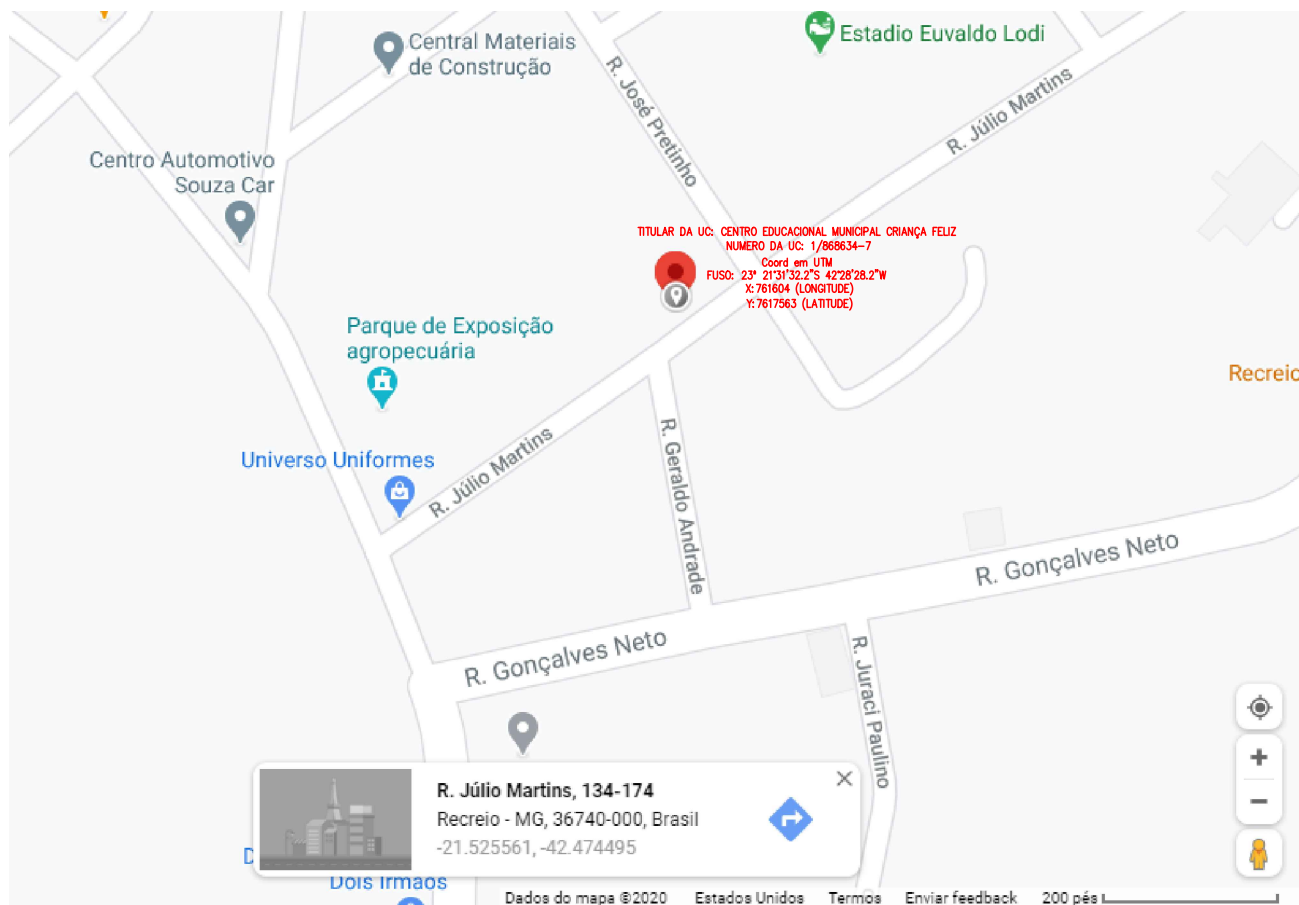 Estadio Euvaldo Lodi
Central Materiais
de Construção
R. José Pretinho
R. Júlio Martins
Centro Automotivo
Souza Car
TITULAR DA UC: CENTRO EDUCACIONAL MUNICIPAL CRIANÇA FELIZ
NUMERO DA UC: 1/868634-7
Coord em UTM
FUSO: 23° 21°31'32.2"S 42°28'28.2"W
X: 761604 (LONGITUDE)
Y: 7617563 (LATITUDE)
Parque de Exposição
agropecuária
Recreio
R. Geraldo Andrade
R. Júlio Martins
Universo Uniformes
R. Gonçalves Neto
R. Gonçalves Neto
R. Juraci Paulino
R. Júlio Martins, 134-174
Recreio - MG, 36740-000, Brasil
-21.525561, -42.474495
D
Dois Irmãos
Dados do mapa ©2020 Estados Unidos Termos Enviar feedback 200 pés